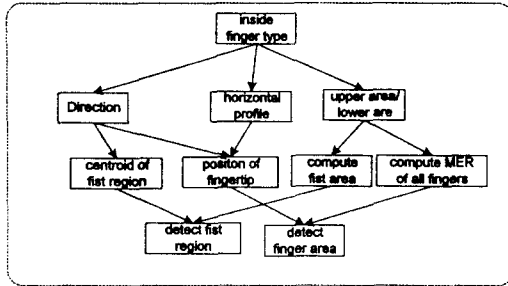 inside
finger type
Direction
horizontal
profile
upper area/
lower are
centroid of
fist region
positon of
fingertip
compute
fist area
compute MER
of all fingers
detect fist
region
detect
finger area